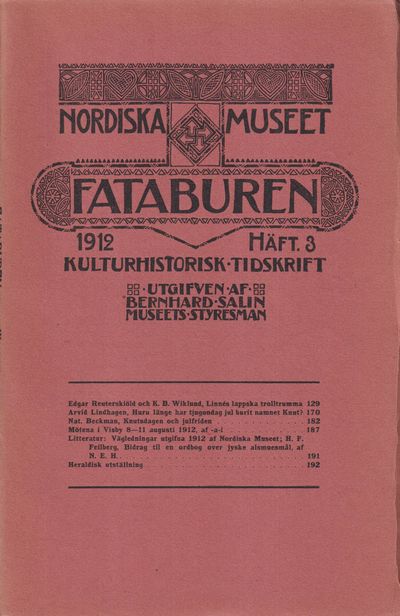 NORDISKA MUSEET
FATABUREN
1912 HÄFT. 3
KULTURHISTORISK·TIDSKRIFT
·UTGIFVEN·AF·
BERNHARD·SALIN
MUSEETS·STYRESMAN
Edgar Reuterskiöld och K. B. Wiklund, Linnés lappska trolltrumma 129
Arvid Lindhagen, Huru länge har tjugondag jul burit namnet Knut? 170
Nat. Beckman, Knutsdagen och julfriden 182
Mötena i Visby 8—11 augusti 1912, af -a-i 187
Litteratur: Vägledningar utgifna 1912 af Nordiska Museet; H. F.
Feilberg, Bidrag til en ordbog over jyske almuesmål, af
N. E. H. 191
Heraldisk utställning 192